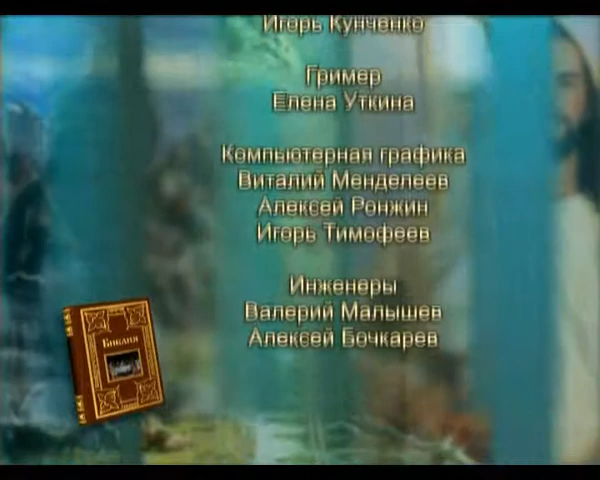 Игорь Кунченко
Гример
Елена Уткина
Компьютерная графика
Виталий Менделеев
Алексей Ронжин
Игорь Тимофеев
Инженеры
Валерий Малышев
Алексей Бочкарев
Библия